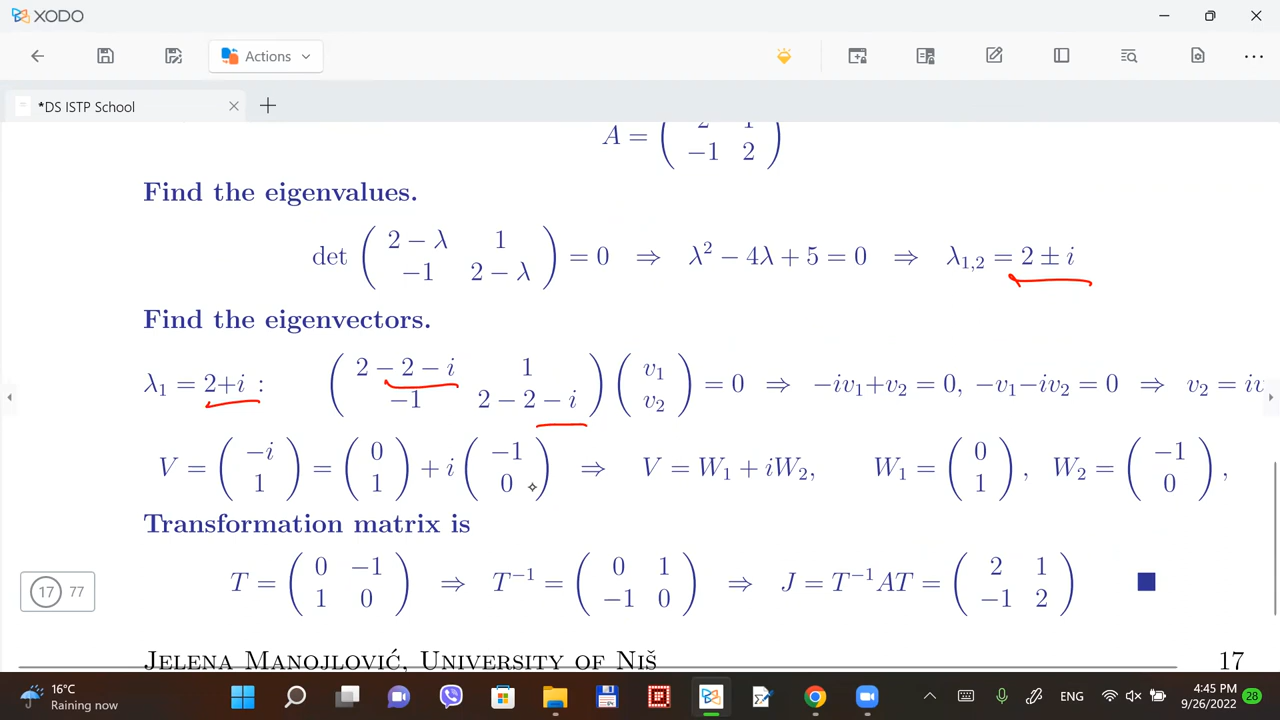 XODO
Actions
*DS ISTP School
A = ( 2 1
−1 2 )
Find the eigenvalues.
det ( 2 − λ 1
−1 2 − λ ) = 0 ⇒ λ² − 4λ + 5 = 0 ⇒ λ₁,₂ = 2 ± i
Find the eigenvectors.
λ₁ = 2+i : ( 2 − 2 − i 1
−1 2 − 2 − i ) ( v₁
v₂ ) = 0 ⇒ −iv₁+v₂ = 0, −v₁−iv₂ = 0 ⇒ v₂ = iv
V = ( −i
1 ) = ( 0
1 ) + i ( −1
0 ) ⇒ V = W₁ + iW₂, W₁ = ( 0
1 ), W₂ = ( −1
0 ),
Transformation matrix is
T = ( 0 −1
1 0 ) ⇒ T⁻¹ = ( 0 1
−1 0 ) ⇒ J = T⁻¹AT = ( 2 1
−1 2 ) ■
17 77
Jelena Manojlović, University of Niš 17
16°C
Raining now
ENG
4:45 PM
9/26/2022
28